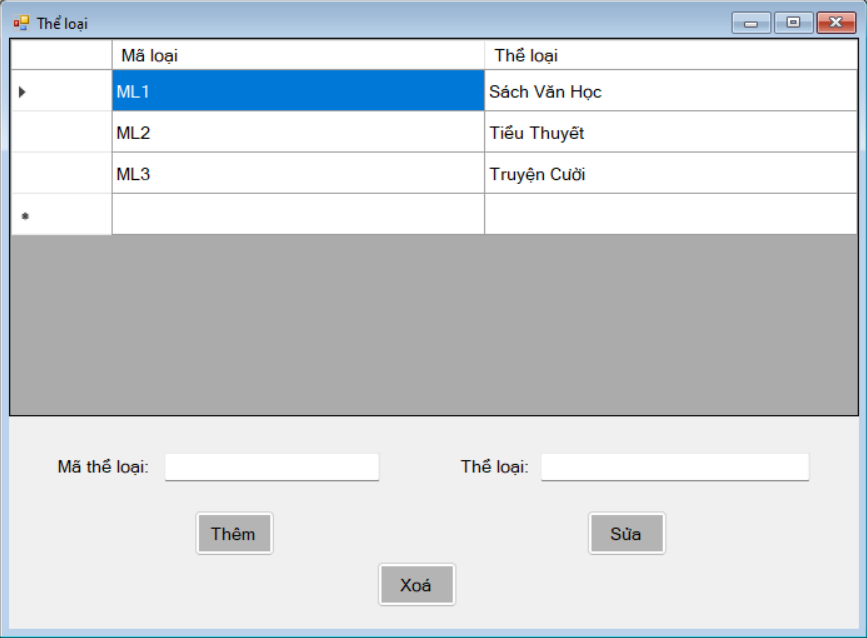 Thể loại
Mã loại Thể loại
ML1 Sách Văn Học
ML2 Tiểu Thuyết
ML3 Truyện Cười
Mã thể loại: Thể loại:
Thêm Sửa
Xoá